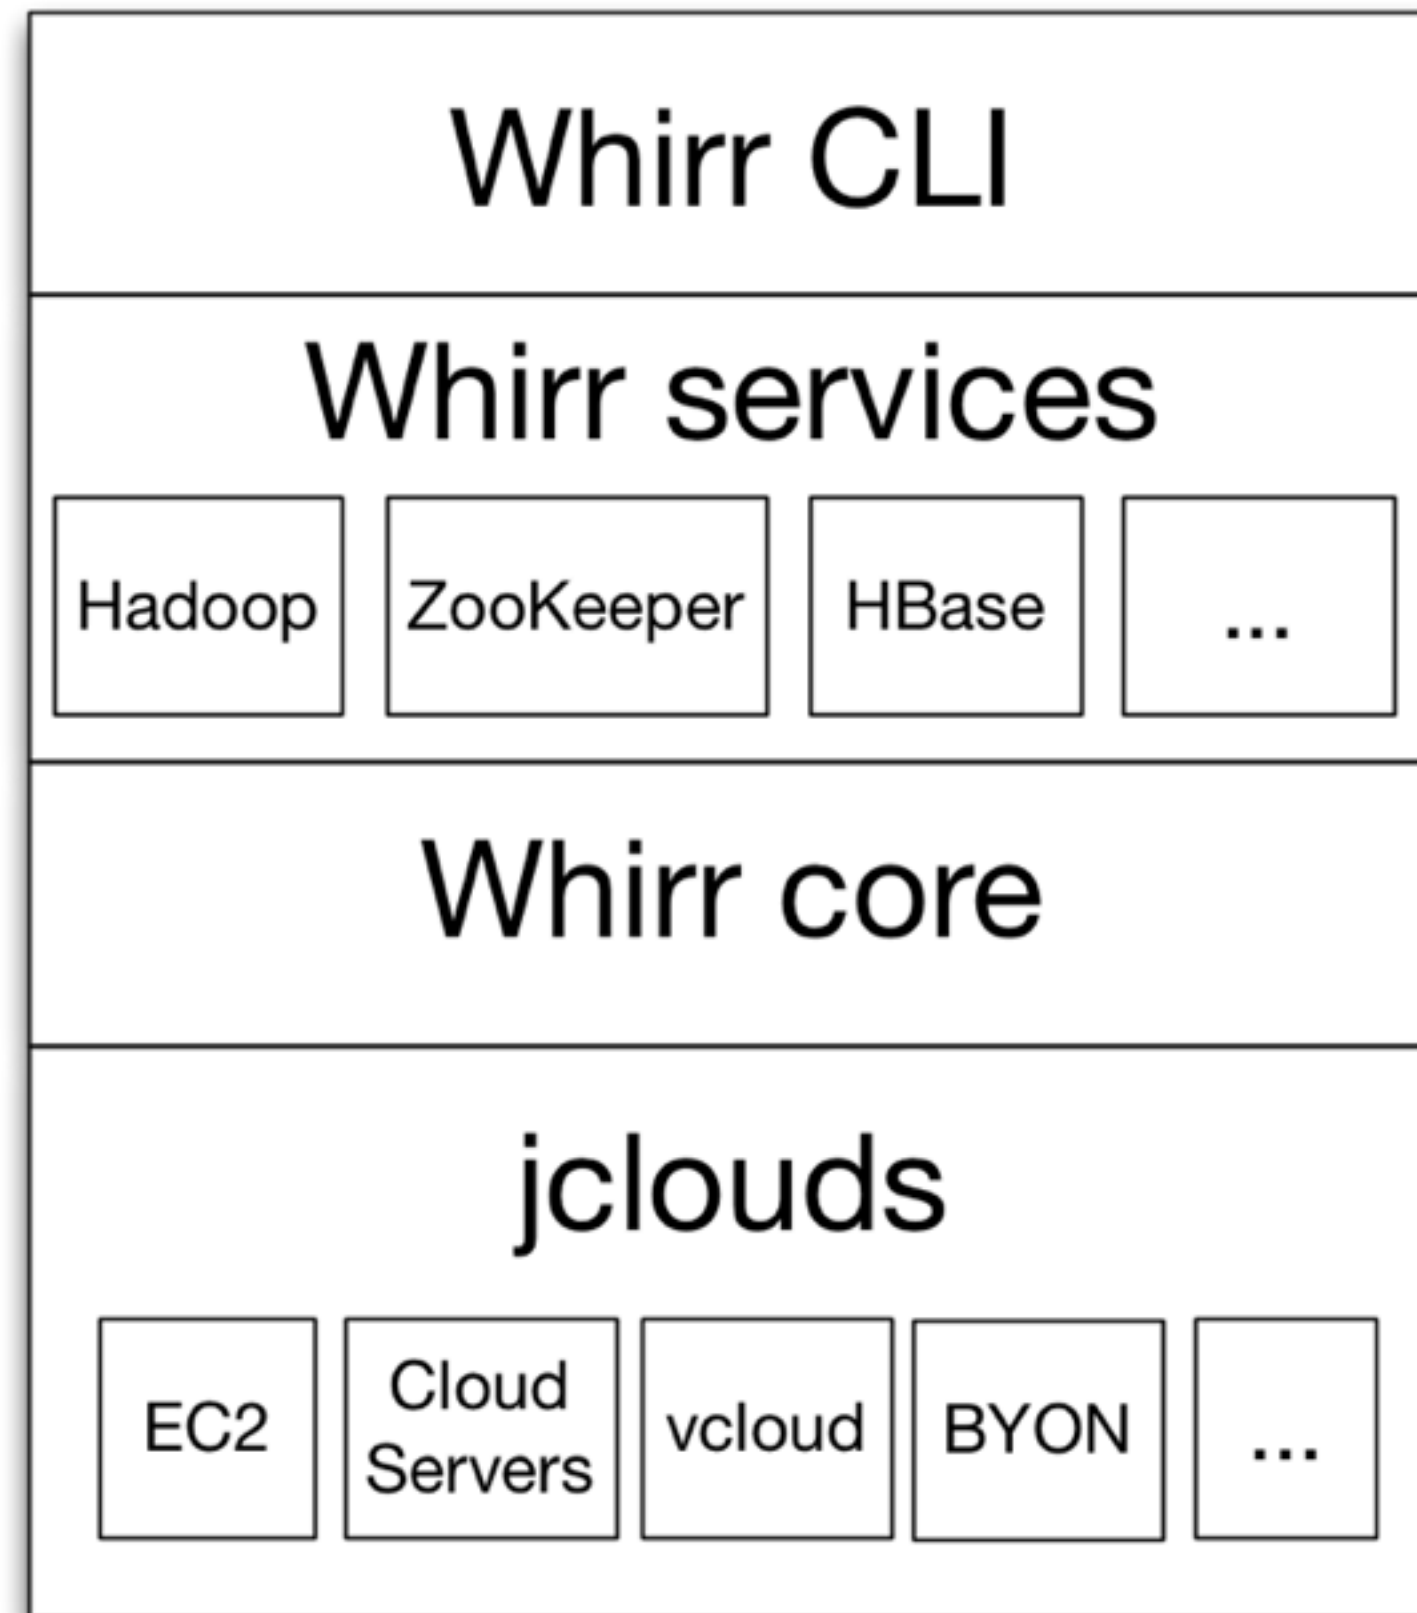 Whirr CLI
Whirr services
Hadoop ZooKeeper HBase ...
Whirr core
jclouds
EC2 Cloud Servers vcloud BYON ...